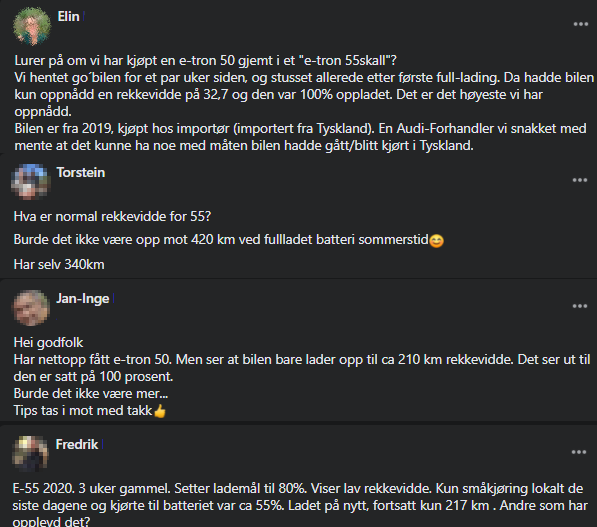 Elin
Lurer på om vi har kjøpt en e-tron 50 gjemt i et "e-tron 55skall"?
Vi hentet go´bilen for et par uker siden, og stusset allerede etter første full-lading. Da hadde bilen
kun oppnådd en rekkevidde på 32,7 og den var 100% oppladet. Det er det høyeste vi har
oppnådd.
Bilen er fra 2019, kjøpt hos importør (importert fra Tyskland). En Audi-Forhandler vi snakket med
mente at det kunne ha noe med måten bilen hadde gått/blitt kjørt i Tyskland.
Torstein
Hva er normal rekkevidde for 55?
Burde det ikke være opp mot 420 km ved fullladet batteri sommerstid😊
Har selv 340km
Jan-Inge
Hei godfolk
Har nettopp fått e-tron 50. Men ser at bilen bare lader opp til ca 210 km rekkevidde. Det ser ut til
den er satt på 100 prosent.
Burde det ikke være mer...
Tips tas i mot med takk👍
Fredrik
E-55 2020. 3 uker gammel. Setter lademål til 80%. Viser lav rekkevidde. Kun småkjøring lokalt de
siste dagene og kjørte til batteriet var ca 55%. Ladet på nytt, fortsatt kun 217 km . Andre som har
opplevd det?